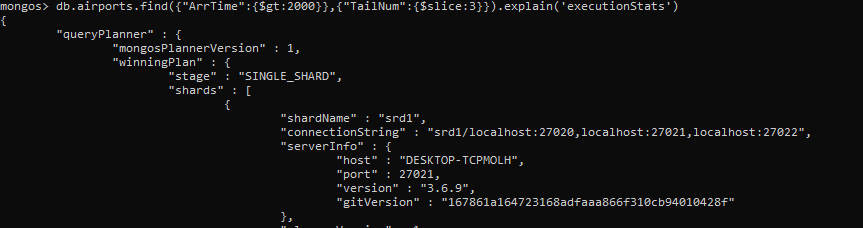 mongos> db.airports.find({"ArrTime":{$gt:2000}},{"TailNum":{$slice:3}}).explain('executionStats')
{
"queryPlanner" : {
"mongosPlannerVersion" : 1,
"winningPlan" : {
"stage" : "SINGLE_SHARD",
"shards" : [
{
"shardName" : "srd1",
"connectionString" : "srd1/localhost:27020,localhost:27021,localhost:27022",
"serverInfo" : {
"host" : "DESKTOP-TCPMOLH",
"port" : 27021,
"version" : "3.6.9",
"gitVersion" : "167861a164723168adfaaa866f310cb94010428f"
},